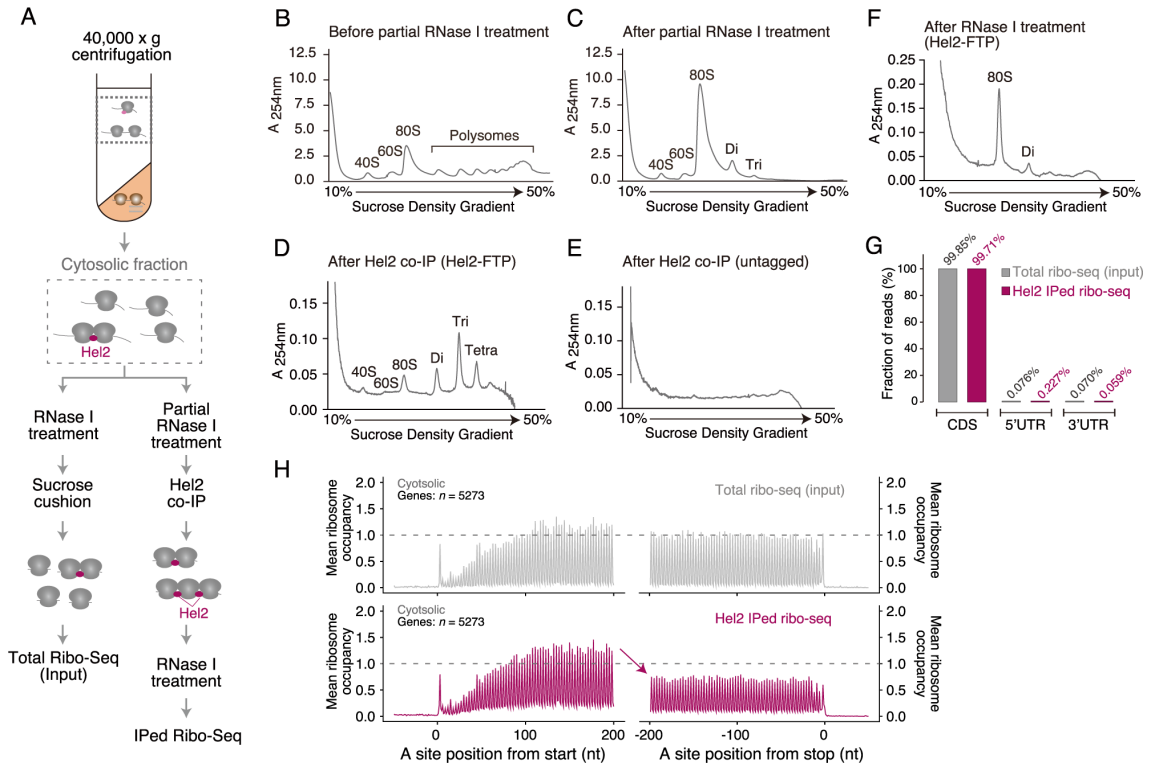 A
40,000 x g
centrifugation
Cytosolic fraction
Hel2
RNase I
treatment
Partial
RNase I
treatment
Sucrose
cushion
Hel2
co-IP
Hel2
Total Ribo-Seq
(Input)
RNase I
treatment
IPed Ribo-Seq
B
Before partial RNase I treatment
A 254nm
12.5
10.0
7.5
5.0
2.5
0.0
40S
60S
80S
Polysomes
10%
50%
Sucrose Density Gradient
C
After partial RNase I treatment
A 254nm
12.5
10.0
7.5
5.0
2.5
0.0
40S
60S
80S
Di
Tri
10%
50%
Sucrose Density Gradient
F
After RNase I treatment
(Hel2-FTP)
A 254nm
0.25
0.20
0.15
0.10
0.05
0.00
80S
Di
10%
50%
Sucrose Density Gradient
D
After Hel2 co-IP (Hel2-FTP)
A 254nm
0.15
0.10
0.05
0.00
40S
60S
80S
Di
Tri
Tetra
10%
50%
Sucrose Density Gradient
E
After Hel2 co-IP (untagged)
A 254nm
0.15
0.10
0.05
0.00
10%
50%
Sucrose Density Gradient
G
Fraction of reads (%)
100
80
60
40
20
0
99.85%
99.71%
0.076%
0.227%
0.070%
0.059%
Total ribo-seq (input)
Hel2 IPed ribo-seq
CDS
5'UTR
3'UTR
H
Mean ribosome
occupancy
2.0
1.5
1.0
0.5
0.0
Cyotsolic
Genes: n = 5273
Total ribo-seq (input)
2.0
1.5
1.0
0.5
0.0
Mean ribosome
occupancy
Mean ribosome
occupancy
2.0
1.5
1.0
0.5
0.0
Cyotsolic
Genes: n = 5273
Hel2 IPed ribo-seq
2.0
1.5
1.0
0.5
0.0
Mean ribosome
occupancy
0
100
200
-200
-100
0
A site position from start (nt)
A site position from stop (nt)